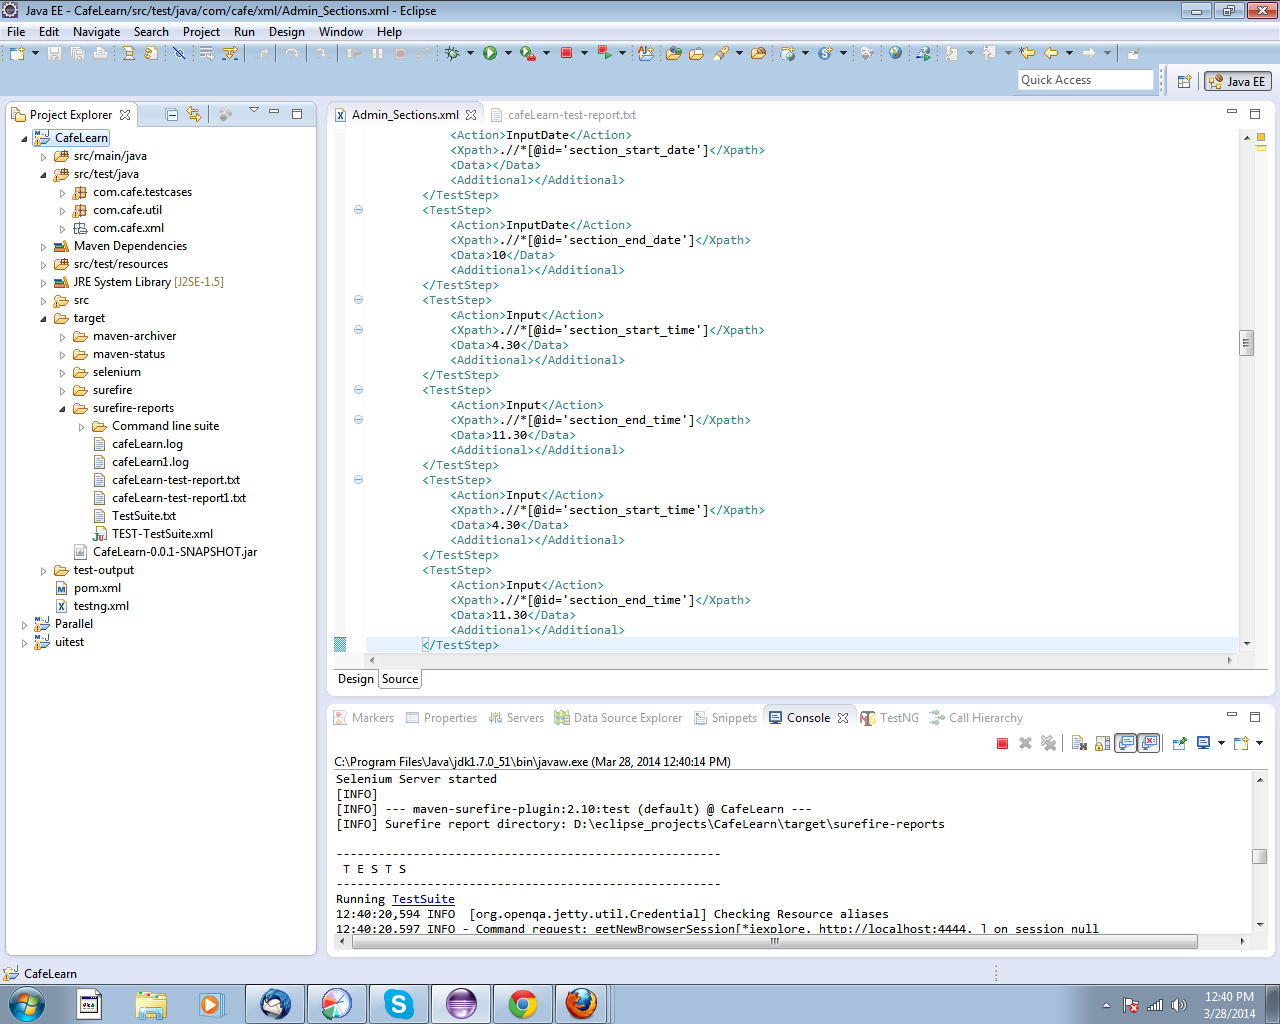 Java EE - CafeLearn/src/test/java/com/cafe/xml/Admin_Sections.xml - Eclipse
File Edit Navigate Search Project Run Design Window Help
Quick Access
Java EE
Project Explorer
CafeLearn
src/main/java
src/test/java
com.cafe.testcases
com.cafe.util
com.cafe.xml
Maven Dependencies
src/test/resources
JRE System Library [J2SE-1.5]
src
target
maven-archiver
maven-status
selenium
surefire
surefire-reports
Command line suite
cafeLearn.log
cafeLearn1.log
cafeLearn-test-report.txt
cafeLearn-test-report1.txt
TestSuite.txt
TEST-TestSuite.xml
CafeLearn-0.0.1-SNAPSHOT.jar
test-output
pom.xml
testng.xml
Parallel
uitest
Admin_Sections.xml cafeLearn-test-report.txt
<Action>InputDate</Action>
<Xpath>.//*[@id='section_start_date']</Xpath>
<Data></Data>
<Additional></Additional>
</TestStep>
<TestStep>
<Action>InputDate</Action>
<Xpath>.//*[@id='section_end_date']</Xpath>
<Data>10</Data>
<Additional></Additional>
</TestStep>
<TestStep>
<Action>Input</Action>
<Xpath>.//*[@id='section_start_time']</Xpath>
<Data>4.30</Data>
<Additional></Additional>
</TestStep>
<TestStep>
<Action>Input</Action>
<Xpath>.//*[@id='section_end_time']</Xpath>
<Data>11.30</Data>
<Additional></Additional>
</TestStep>
<TestStep>
<Action>Input</Action>
<Xpath>.//*[@id='section_start_time']</Xpath>
<Data>4.30</Data>
<Additional></Additional>
</TestStep>
<TestStep>
<Action>Input</Action>
<Xpath>.//*[@id='section_end_time']</Xpath>
<Data>11.30</Data>
<Additional></Additional>
</TestStep>
Design Source
Markers Properties Servers Data Source Explorer Snippets Console TestNG Call Hierarchy
C:\Program Files\Java\jdk1.7.0_51\bin\javaw.exe (Mar 28, 2014 12:40:14 PM)
Selenium Server started
[INFO]
[INFO] --- maven-surefire-plugin:2.10:test (default) @ CafeLearn ---
[INFO] Surefire report directory: D:\eclipse_projects\CafeLearn\target\surefire-reports
-------------------------------------------------------
T E S T S
-------------------------------------------------------
Running TestSuite
12:40:20,594 INFO [org.openqa.jetty.util.Credential] Checking Resource aliases
12:40:20,597 INFO - Command request: getNewBrowserSession[*iexplore, http://localhost:4444, ] on session null
CafeLearn
12:40 PM
3/28/2014